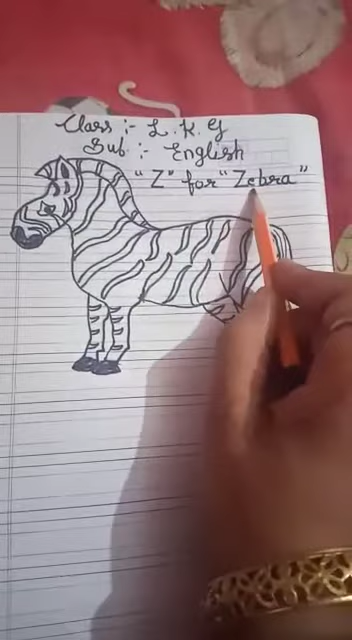 Class :- L.K.G
Sub :- English
"Z" for "Zebra"